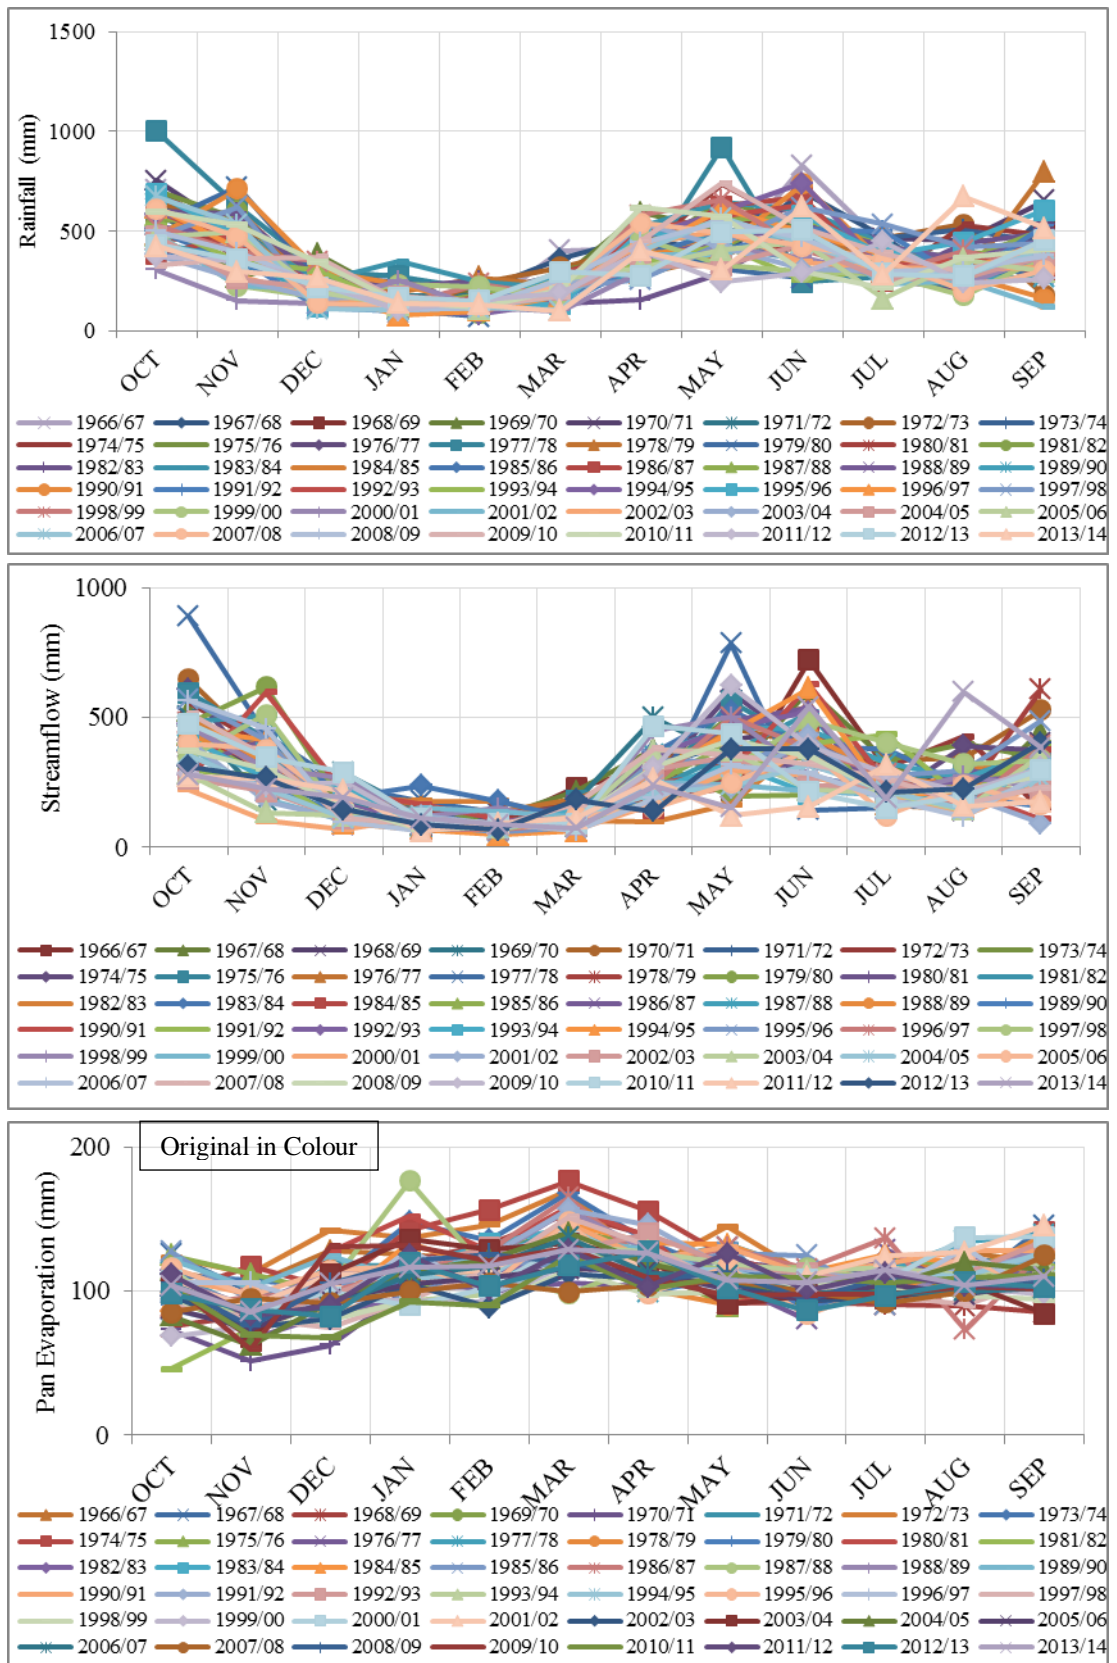 1500
1000
500
0
Rainfall (mm)
OCT NOV DEC JAN FEB MAR APR MAY JUN JUL AUG SEP
1966/67 1967/68 1968/69 1969/70 1970/71 1971/72 1972/73 1973/74
1974/75 1975/76 1976/77 1977/78 1978/79 1979/80 1980/81 1981/82
1982/83 1983/84 1984/85 1985/86 1986/87 1987/88 1988/89 1989/90
1990/91 1991/92 1992/93 1993/94 1994/95 1995/96 1996/97 1997/98
1998/99 1999/00 2000/01 2001/02 2002/03 2003/04 2004/05 2005/06
2006/07 2007/08 2008/09 2009/10 2010/11 2011/12 2012/13 2013/14
1000
500
0
Streamflow (mm)
OCT NOV DEC JAN FEB MAR APR MAY JUN JUL AUG SEP
1966/67 1967/68 1968/69 1969/70 1970/71 1971/72 1972/73 1973/74
1974/75 1975/76 1976/77 1977/78 1978/79 1979/80 1980/81 1981/82
1982/83 1983/84 1984/85 1985/86 1986/87 1987/88 1988/89 1989/90
1990/91 1991/92 1992/93 1993/94 1994/95 1995/96 1996/97 1997/98
1998/99 1999/00 2000/01 2001/02 2002/03 2003/04 2004/05 2005/06
2006/07 2007/08 2008/09 2009/10 2010/11 2011/12 2012/13 2013/14
Original in Colour
200
100
0
Pan Evaporation (mm)
OCT NOV DEC JAN FEB MAR APR MAY JUN JUL AUG SEP
1966/67 1967/68 1968/69 1969/70 1970/71 1971/72 1972/73 1973/74
1974/75 1975/76 1976/77 1977/78 1978/79 1979/80 1980/81 1981/82
1982/83 1983/84 1984/85 1985/86 1986/87 1987/88 1988/89 1989/90
1990/91 1991/92 1992/93 1993/94 1994/95 1995/96 1996/97 1997/98
1998/99 1999/00 2000/01 2001/02 2002/03 2003/04 2004/05 2005/06
2006/07 2007/08 2008/09 2009/10 2010/11 2011/12 2012/13 2013/14